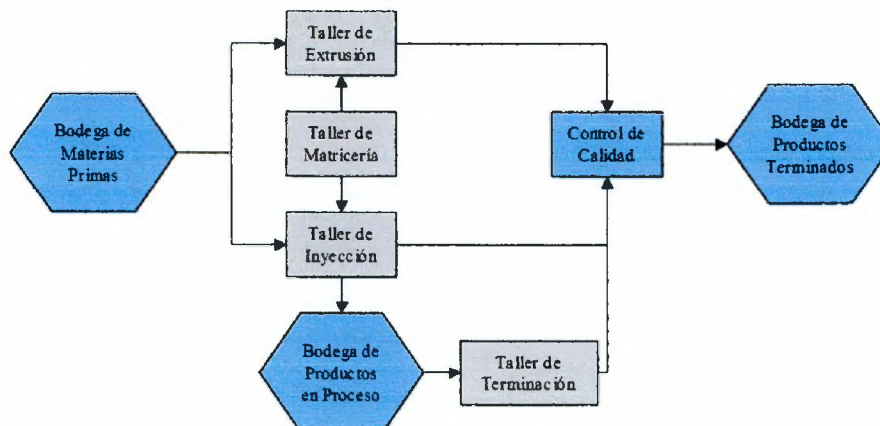 Taller de
Extrusión
Bodega de
Materias
Primas
Taller de
Matricería
Control de
Calidad
Bodega de
Productos
Terminados
Taller de
Inyección
Bodega de
Productos
en Proceso
Taller de
Terminación